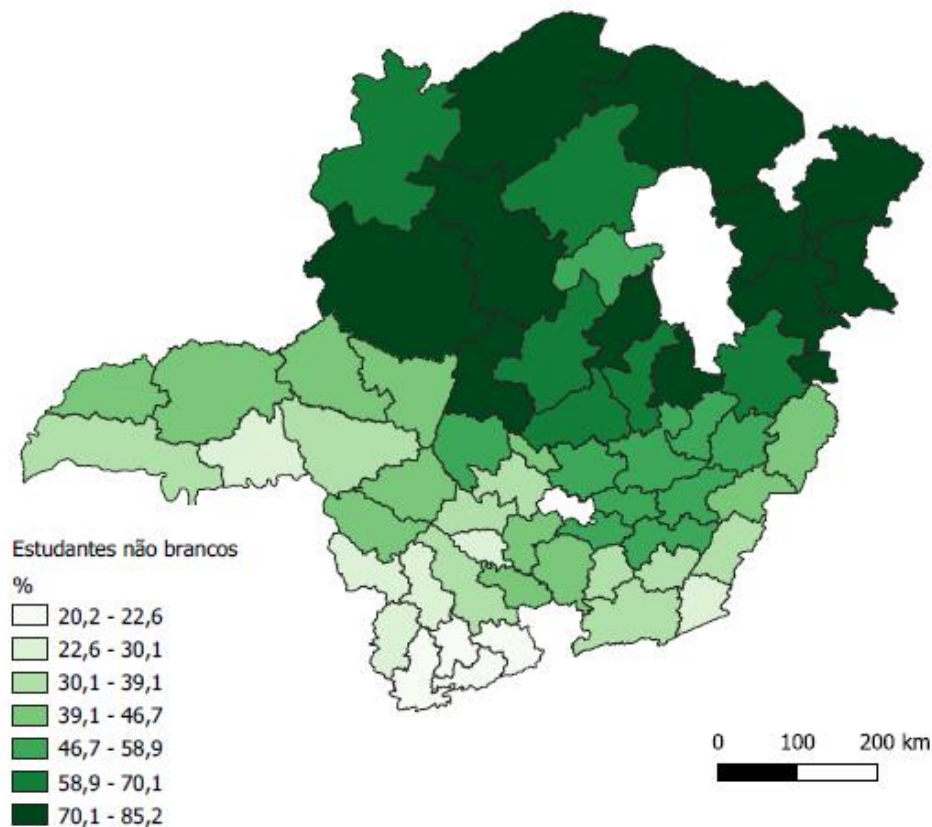 Estudantes não brancos
%
20,2 - 22,6
22,6 - 30,1
30,1 - 39,1
39,1 - 46,7
46,7 - 58,9
58,9 - 70,1
70,1 - 85,2
0 100 200 km